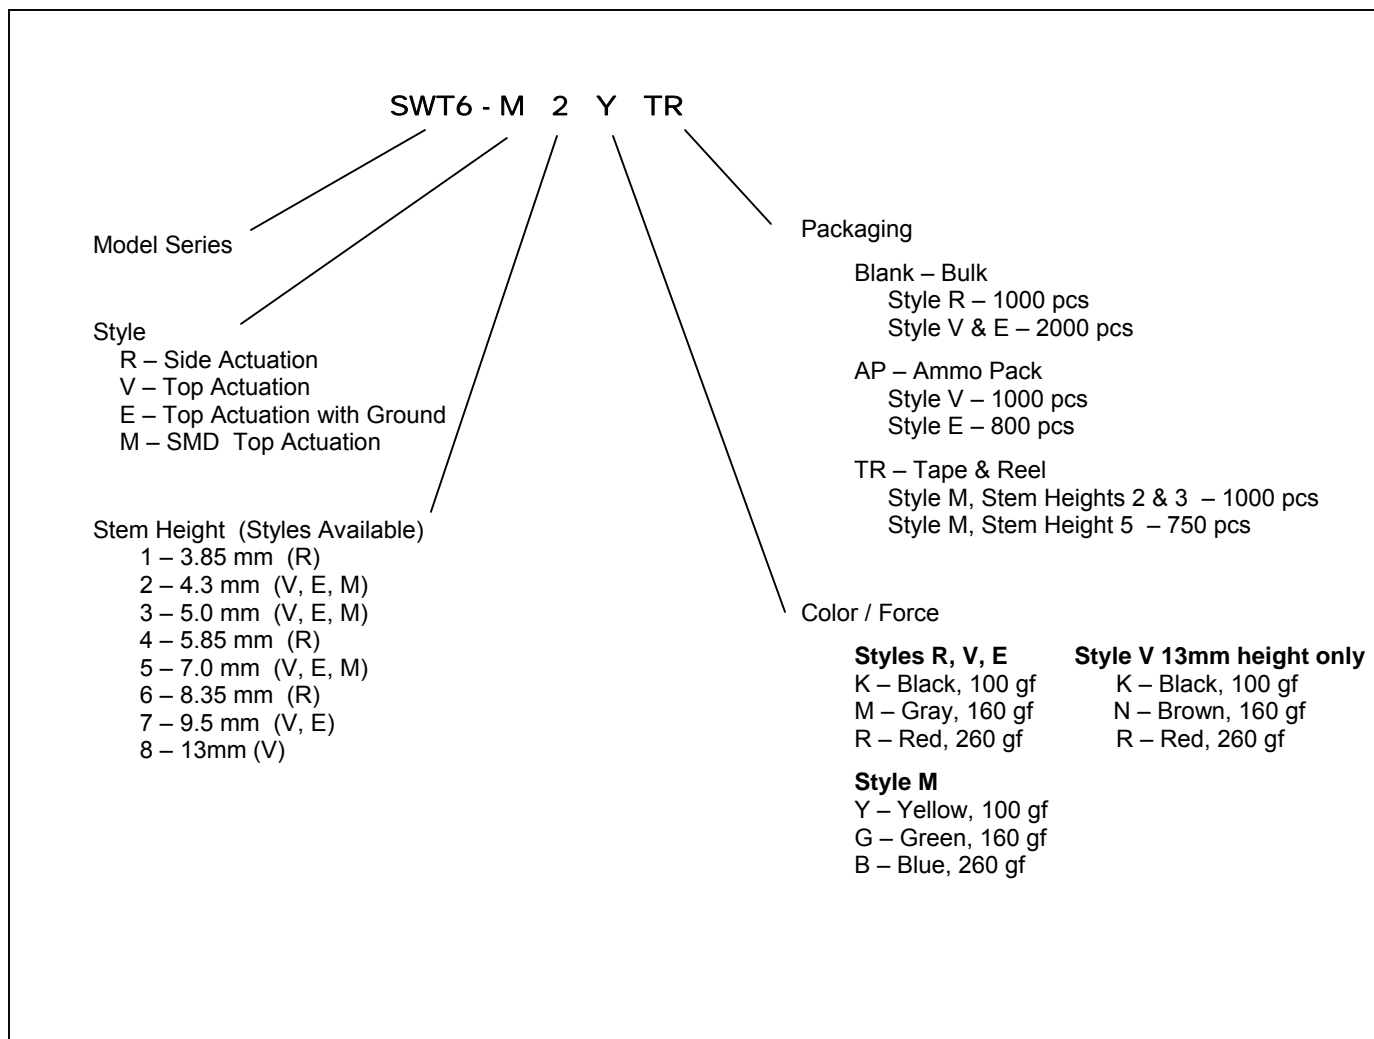 SWT6 - M 2 Y TR
Model Series
Style
R – Side Actuation
V – Top Actuation
E – Top Actuation with Ground
M – SMD Top Actuation
Stem Height (Styles Available)
1 – 3.85 mm (R)
2 – 4.3 mm (V, E, M)
3 – 5.0 mm (V, E, M)
4 – 5.85 mm (R)
5 – 7.0 mm (V, E, M)
6 – 8.35 mm (R)
7 – 9.5 mm (V, E)
8 – 13mm (V)
Packaging
Blank – Bulk
Style R – 1000 pcs
Style V & E – 2000 pcs
AP – Ammo Pack
Style V – 1000 pcs
Style E – 800 pcs
TR – Tape & Reel
Style M, Stem Heights 2 & 3 – 1000 pcs
Style M, Stem Height 5 – 750 pcs
Color / Force
Styles R, V, E
K – Black, 100 gf
M – Gray, 160 gf
R – Red, 260 gf
Style V 13mm height only
K – Black, 100 gf
N – Brown, 160 gf
R – Red, 260 gf
Style M
Y – Yellow, 100 gf
G – Green, 160 gf
B – Blue, 260 gf